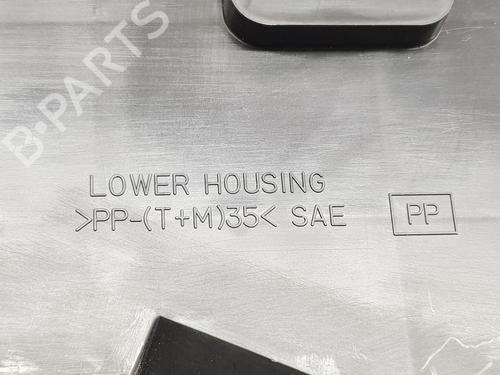 B-PARTS
LOWER HOUSING
>PP-(T+M)35< SAE
PP